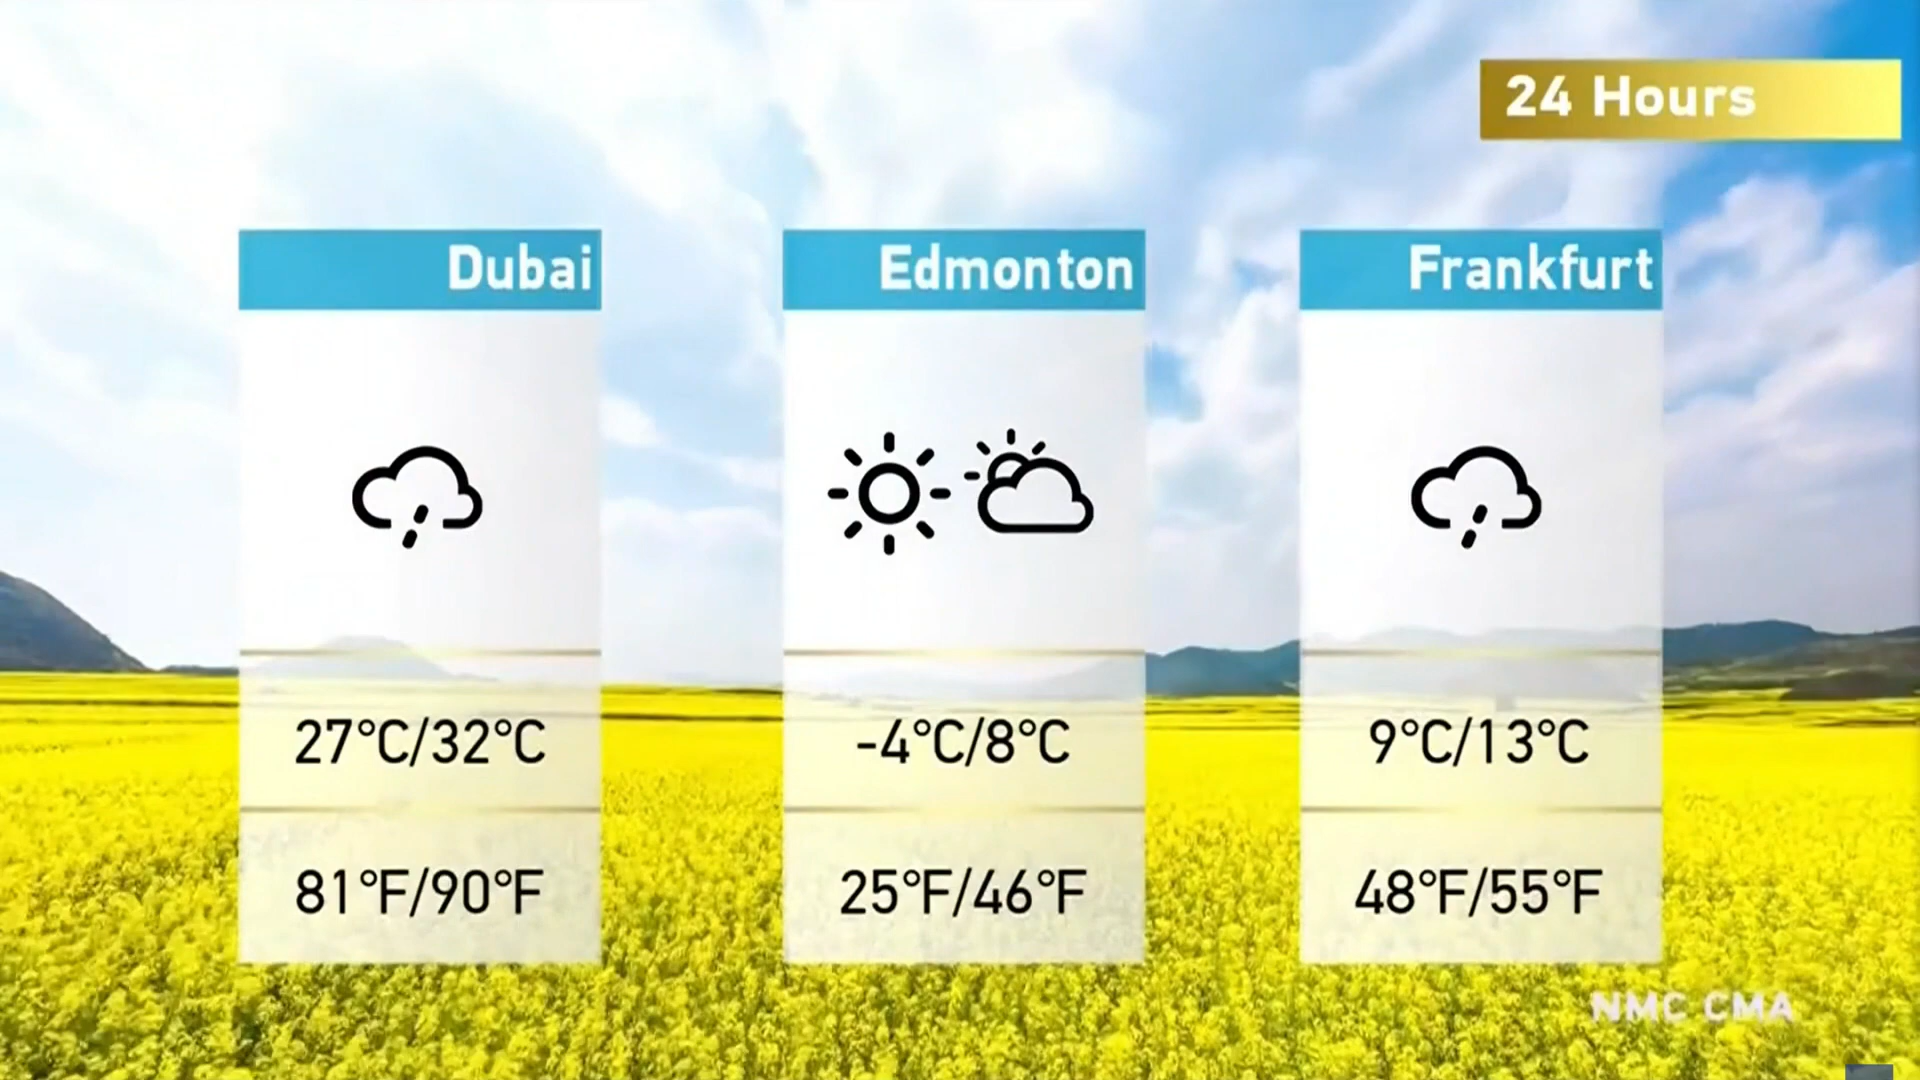 24 Hours
Dubai
27°C/32°C
81°F/90°F
Edmonton
-4°C/8°C
25°F/46°F
Frankfurt
9°C/13°C
48°F/55°F
NMC CMA